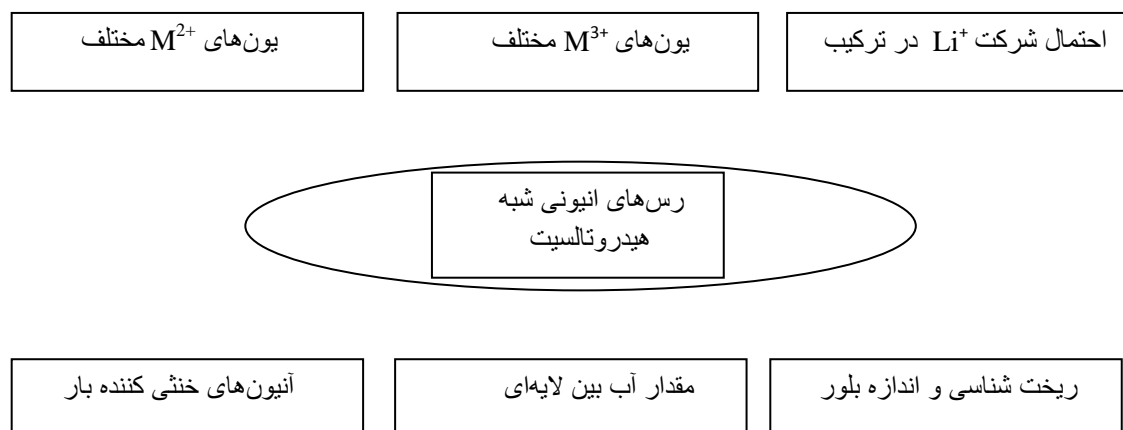 احتمال شرکت Li⁺ در ترکیب
یون‌های M³⁺ مختلف
یون‌های M²⁺ مختلف
رس‌های انیونی شبه
هیدروتالسیت
ریخت شناسی و اندازه بلور
مقدار آب بین لایه‌ای
آنیون‌های خنثی کننده بار